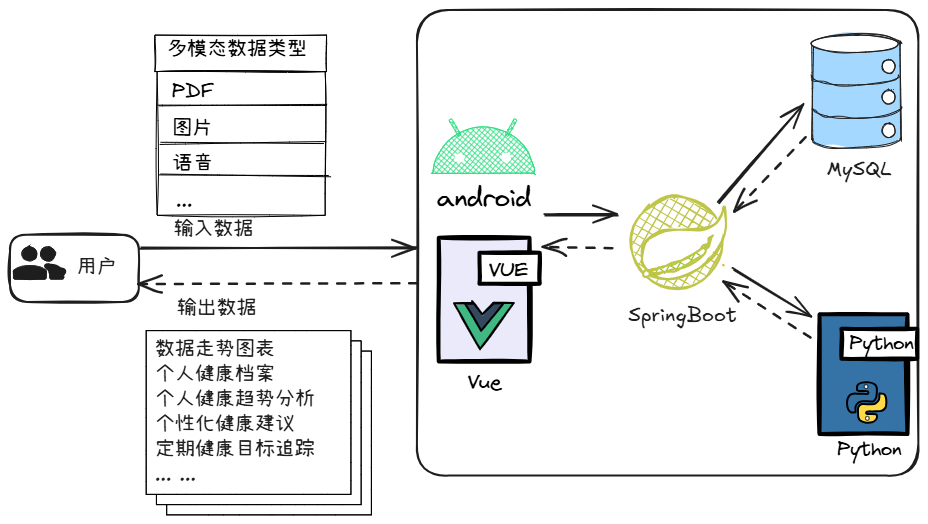 多模态数据类型
PDF
图片
语音
...
输入数据
用户
输出数据
数据走势图表
个人健康档案
个人健康趋势分析
个性化健康建议
定期健康目标追踪
... ...
android
VUE
Vue
SpringBoot
MySQL
Python
Python